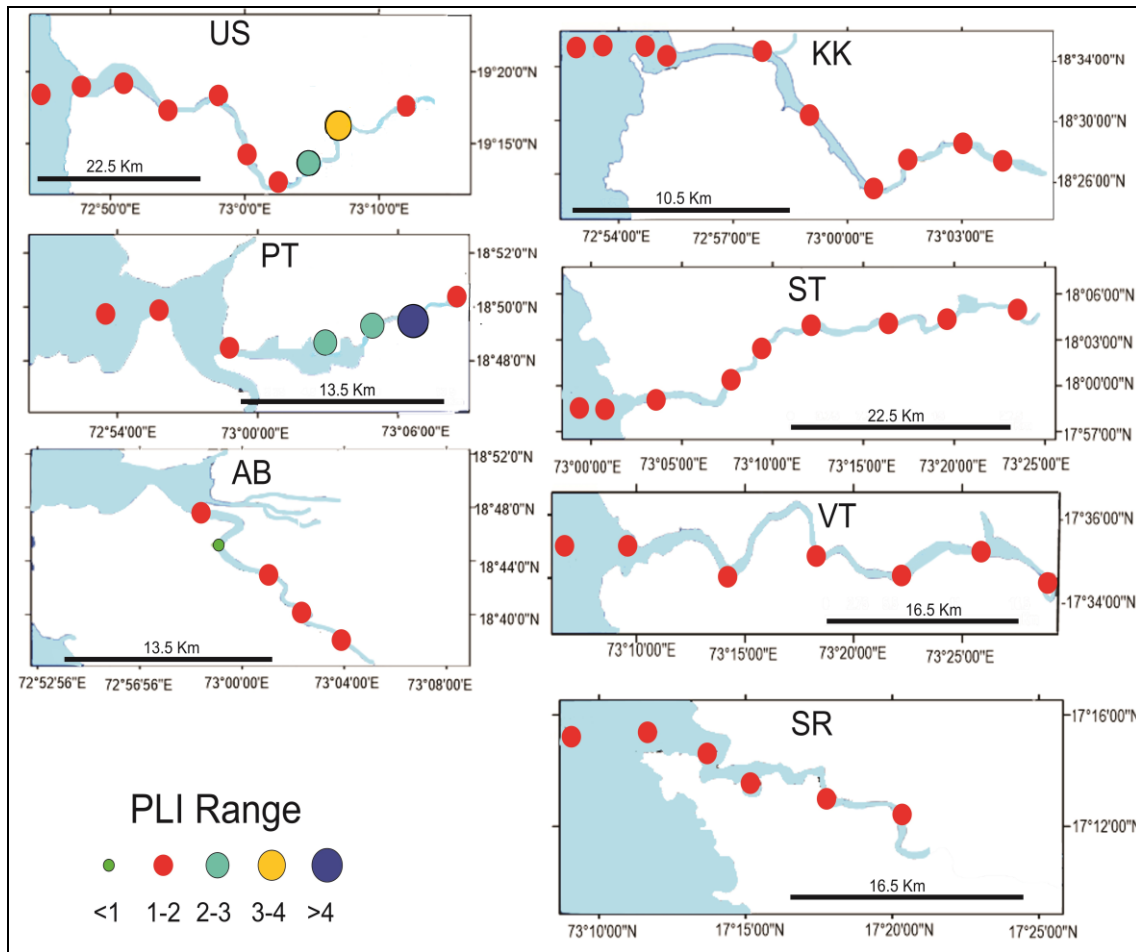 US
19°20'0"N
19°15'0"N
22.5 Km
72°50'0"E 73°0'0"E 73°10'0"E
PT
18°52'0"N
18°50'0"N
18°48'0"N
13.5 Km
72°54'00"E 73°00'00"E 73°06'00"E
AB
18°52'0"N
18°48'0"N
18°44'0"N
18°40'0"N
13.5 Km
72°52'56"E 72°56'56"E 73°00'0"E 73°04'0"E 73°08'0"E
PLI Range
<1 1-2 2-3 3-4 >4
KK
18°34'00"N
18°30'00"N
18°26'00"N
10.5 Km
72°54'00"E 72°57'00"E 73°00'00"E 73°03'00"E
ST
18°06'00"N
18°03'00"N
18°00'00"N
17°57'00"N
22.5 Km
73°00'00"E 73°05'00"E 73°10'00"E 73°15'00"E 73°20'00"E 73°25'00"E
VT
17°36'00"N
17°34'00"N
16.5 Km
73°10'00"E 73°15'00"E 73°20'00"E 73°25'00"E
SR
17°16'00"N
17°12'00"N
16.5 Km
73°10'00"E 17°15'00"N 17°20'00"N 17°25'00"N